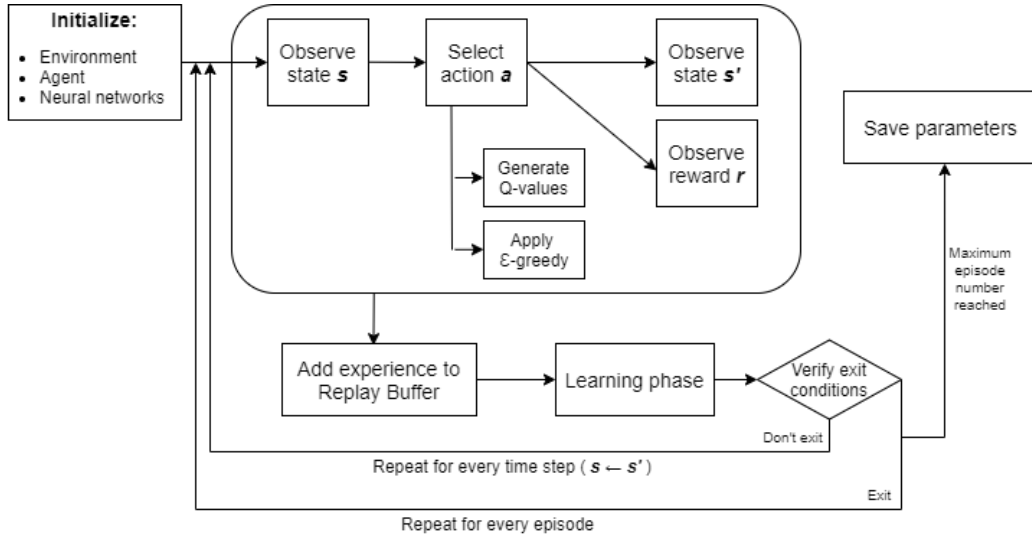 Initialize:
• Environment
• Agent
• Neural networks
Observe
state s
Select
action a
Observe
state s'
Observe
reward r
Generate
Q-values
Apply
Ɛ-greedy
Save parameters
Maximum
episode
number
reached
Add experience to
Replay Buffer
Learning phase
Verify exit
conditions
Don't exit
Repeat for every time step ( s ← s' )
Exit
Repeat for every episode